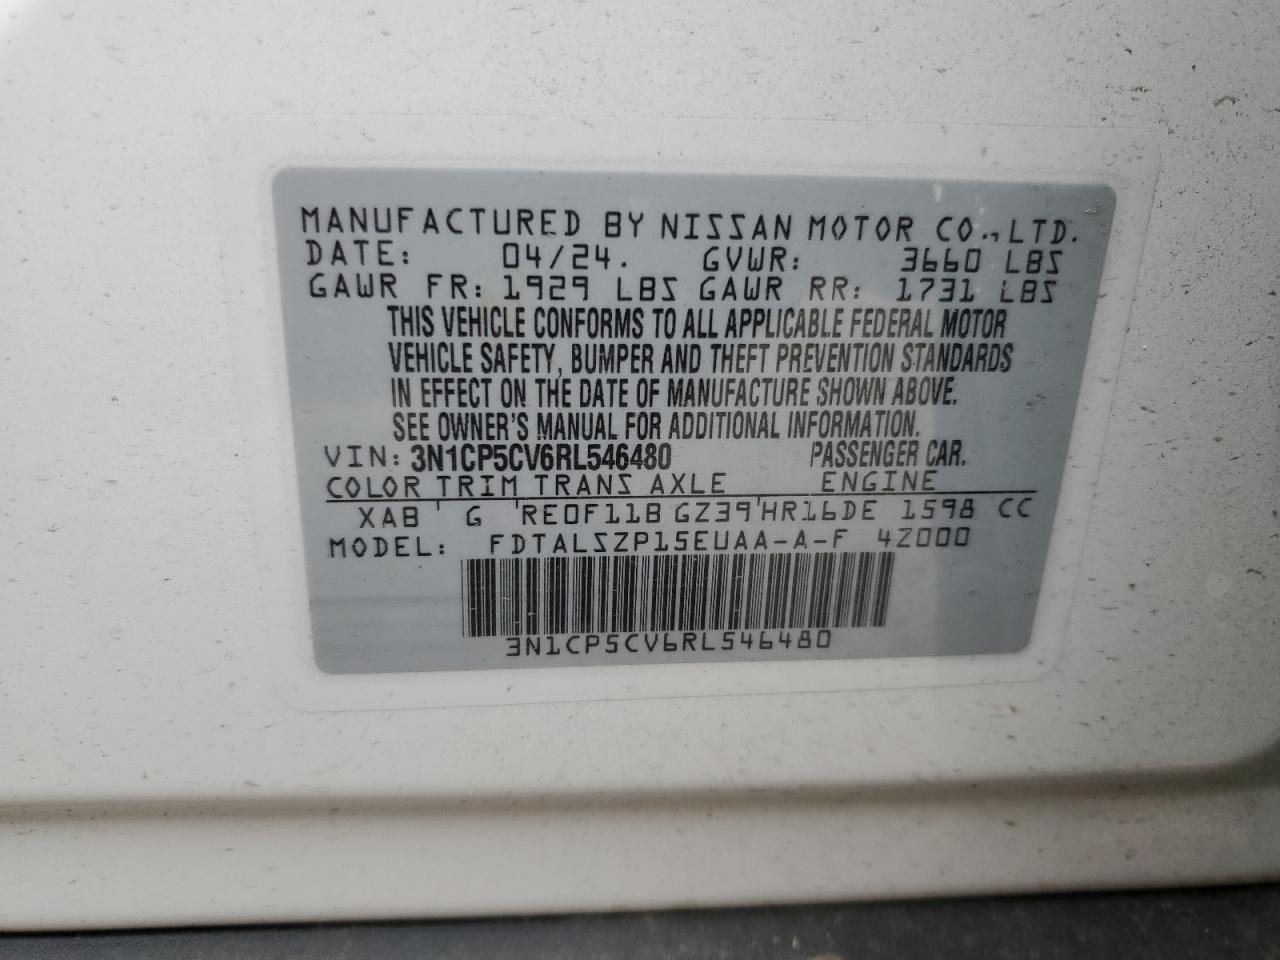 MANUFACTURED BY NISSAN MOTOR CO., LTD.
DATE: 04/24. GVWR: 3660 LBS
GAWR FR: 1929 LBS GAWR RR: 1731 LBS
THIS VEHICLE CONFORMS TO ALL APPLICABLE FEDERAL MOTOR
VEHICLE SAFETY, BUMPER AND THEFT PREVENTION STANDARDS
IN EFFECT ON THE DATE OF MANUFACTURE SHOWN ABOVE.
SEE OWNER'S MANUAL FOR ADDITIONAL INFORMATION.
VIN: 3N1CP5CV6RL546480 PASSENGER CAR.
COLOR TRIM TRANS AXLE ENGINE
XAB ' G 'RE0F11B GZ39'HR16DE 1598 CC
MODEL: FDTALSZP15EUAA-A-F 4Z000
3N1CP5CV6RL546480